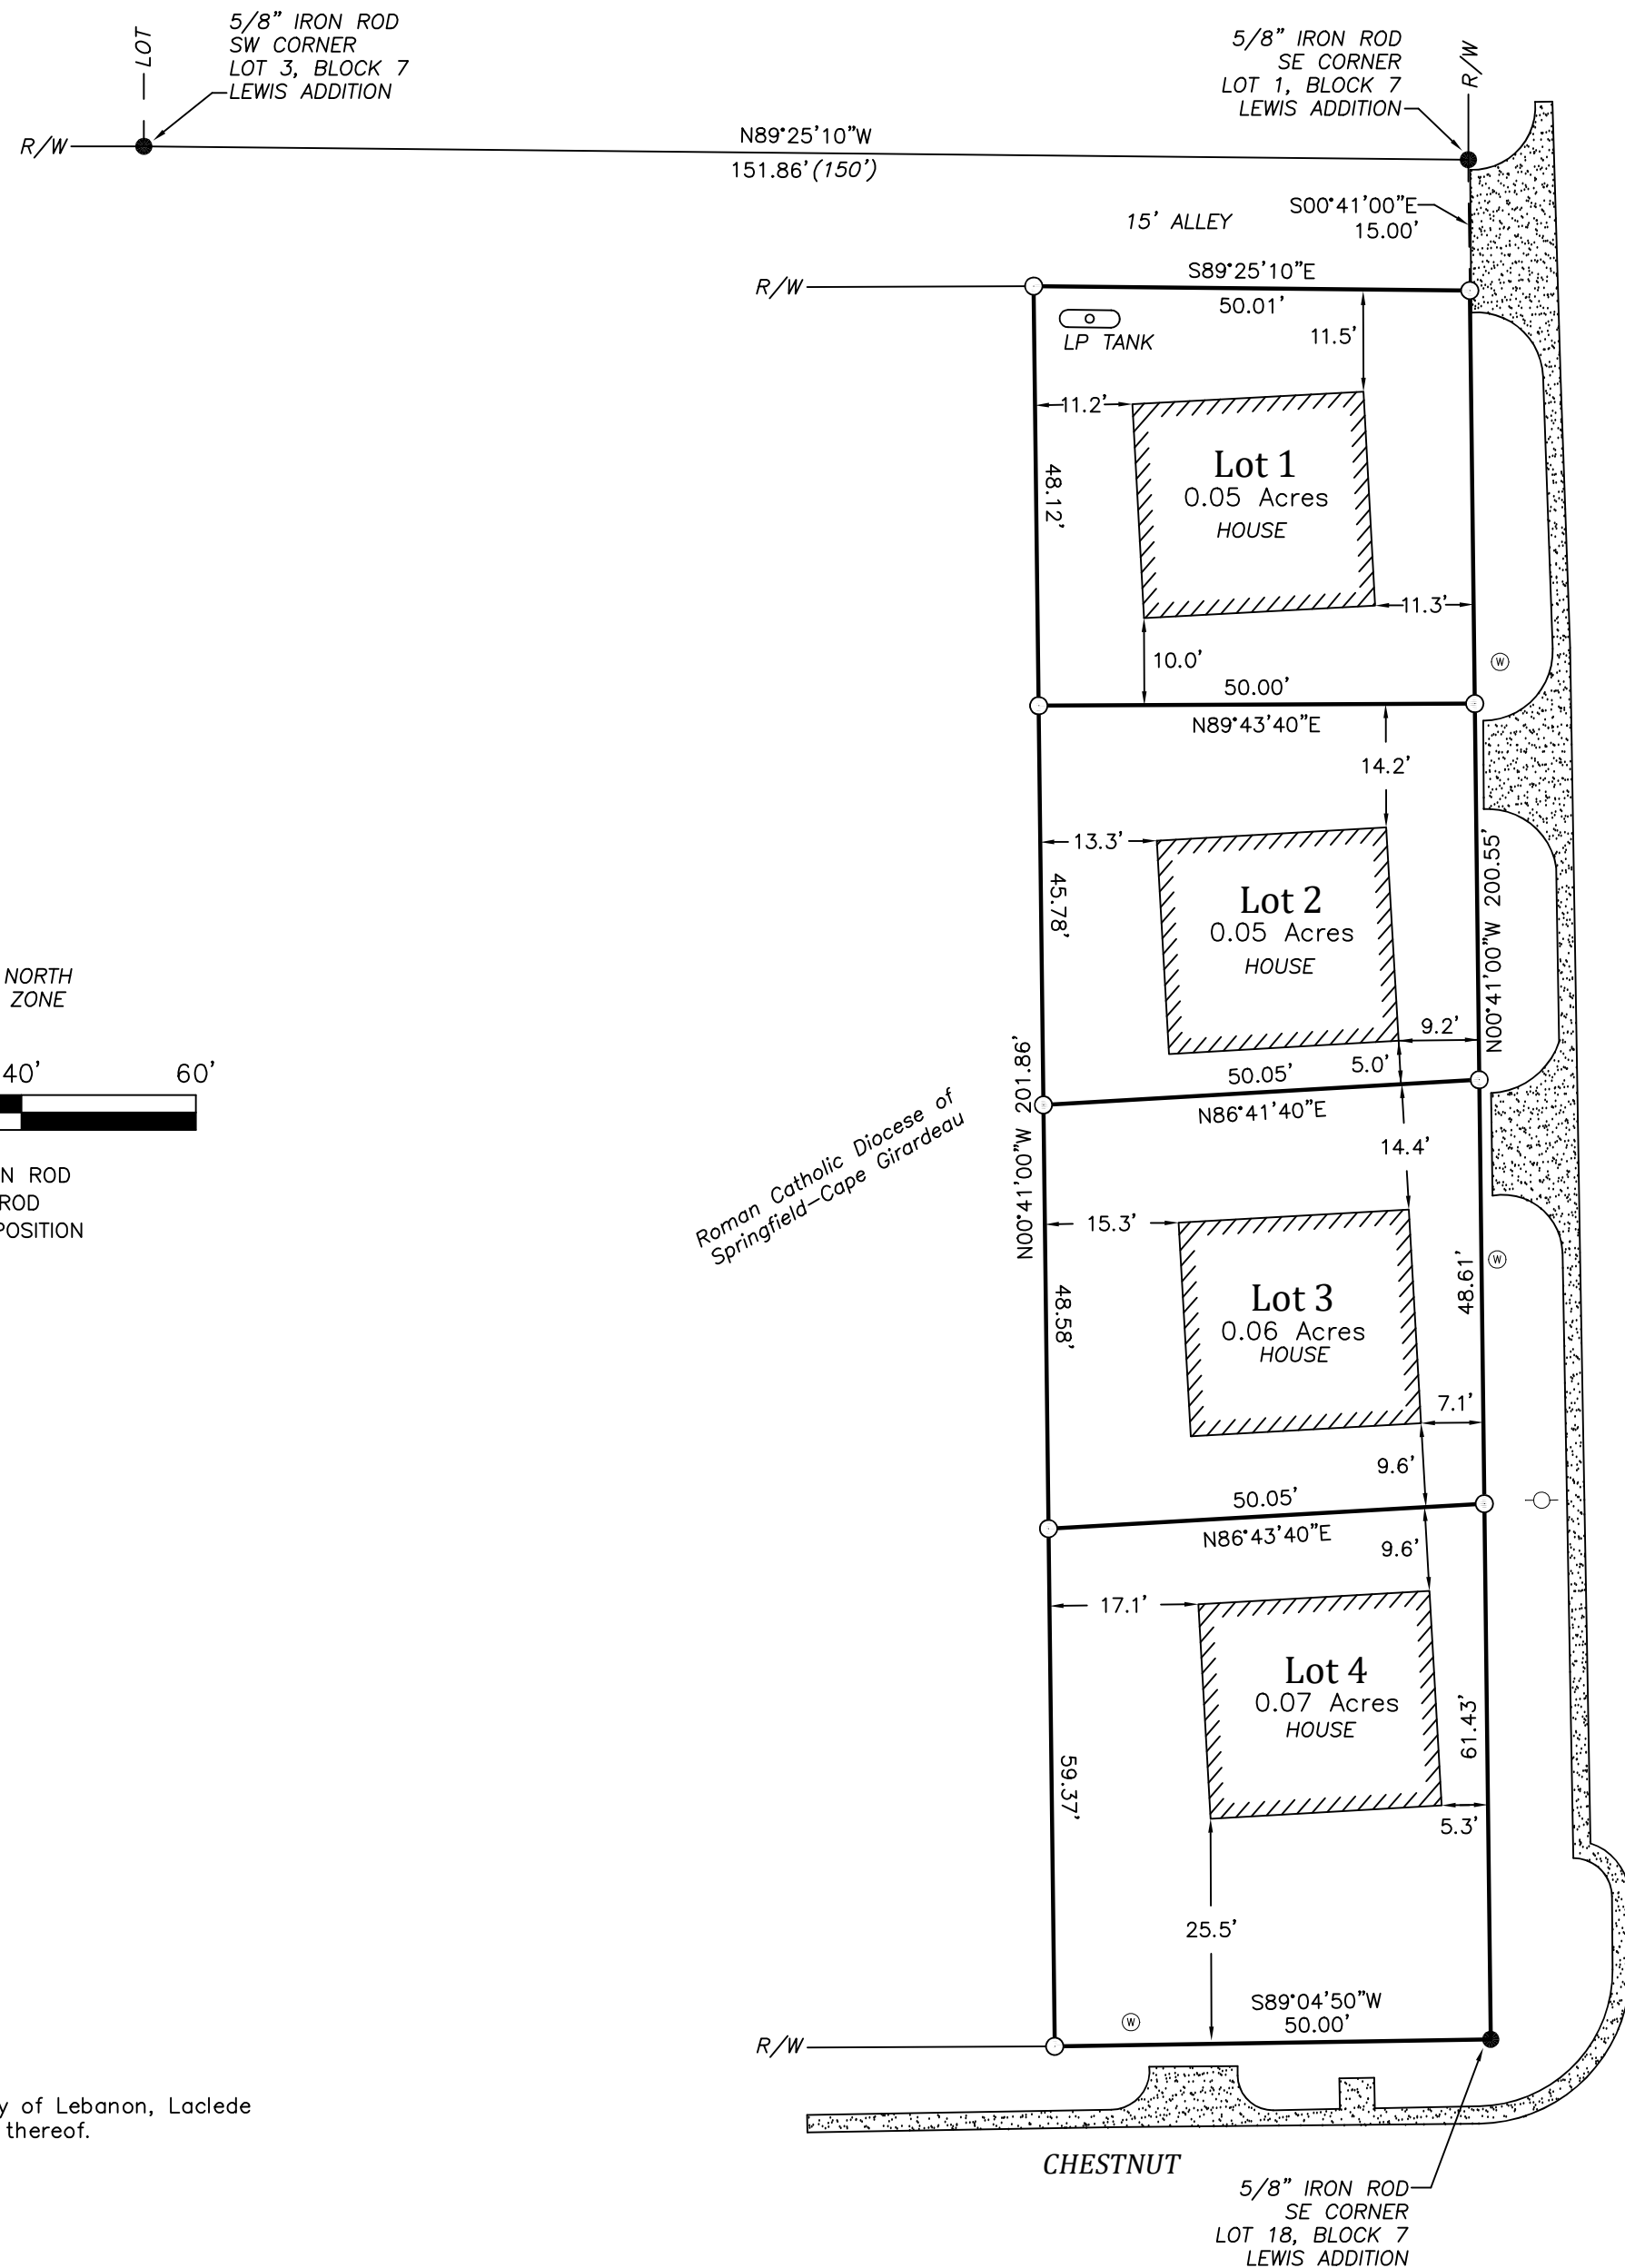 LOT
5/8" IRON ROD
SW CORNER
LOT 3, BLOCK 7
LEWIS ADDITION
5/8" IRON ROD
SE CORNER
LOT 1, BLOCK 7
LEWIS ADDITION
R/W
R/W
N89°25'10"W
151.86' (150')
15' ALLEY
S00°41'00"E
15.00'
R/W
S89°25'10"E
50.01'
LP TANK
11.5'
11.2'
48.12'
Lot 1
0.05 Acres
HOUSE
11.3'
10.0'
W
50.00'
N89°43'40"E
14.2'
13.3'
45.78'
Lot 2
0.05 Acres
HOUSE
N00°41'00"W 200.55'
9.2'
5.0'
50.05'
N86°41'40"E
NORTH
ZONE
40'
60'
N ROD
ROD
POSITION
Roman Catholic Diocese of
Springfield-Cape Girardeau
N00°41'00"W 201.86'
14.4'
15.3'
48.58'
Lot 3
0.06 Acres
HOUSE
48.61'
W
7.1'
9.6'
50.05'
N86°43'40"E
9.6'
17.1'
59.37'
Lot 4
0.07 Acres
HOUSE
61.43'
5.3'
25.5'
S89°04'50"W
50.00'
W
R/W
y of Lebanon, Laclede
thereof.
CHESTNUT
5/8" IRON ROD
SE CORNER
LOT 18, BLOCK 7
LEWIS ADDITION